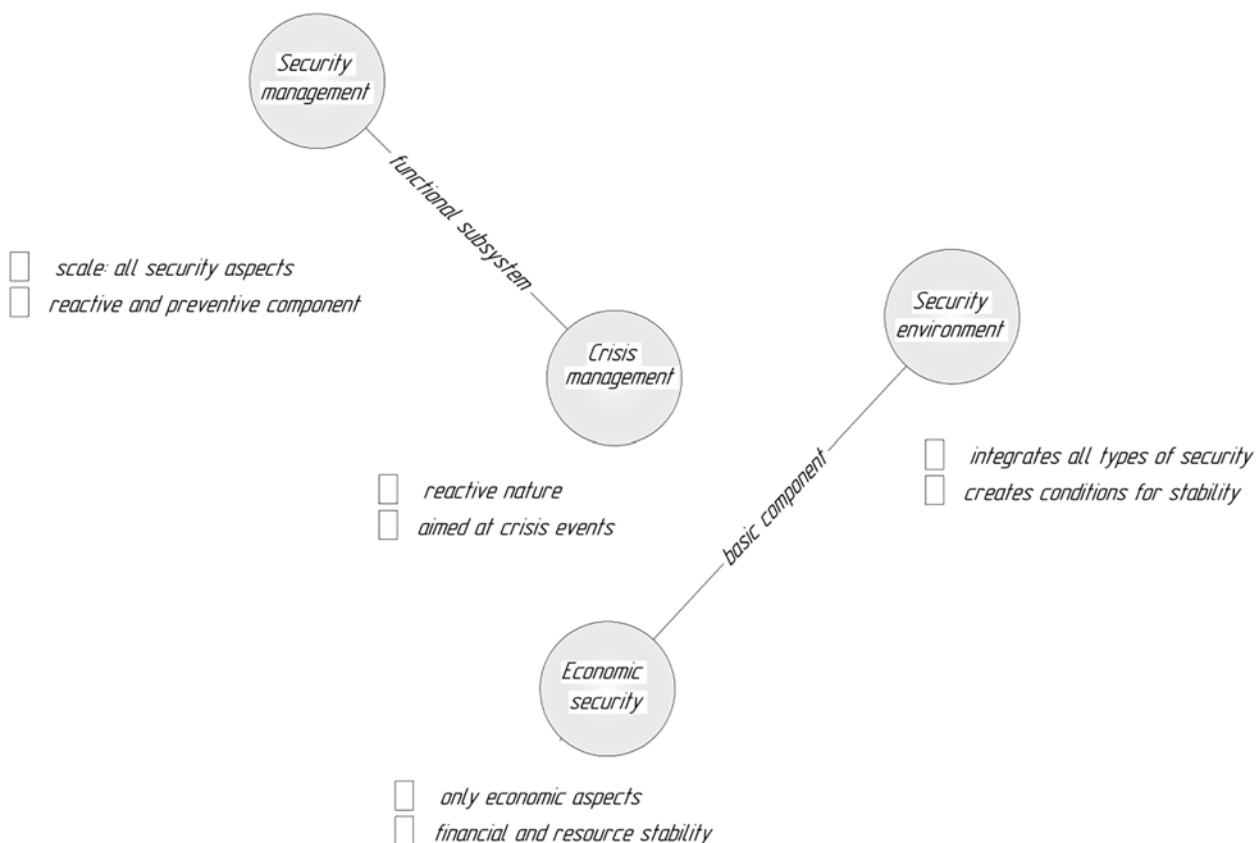 Security
management
functional subsystem
scale: all security aspects
reactive and preventive component
Crisis
management
reactive nature
aimed at crisis events
Security
environment
integrates all types of security
creates conditions for stability
basic component
Economic
security
only economic aspects
financial and resource stability